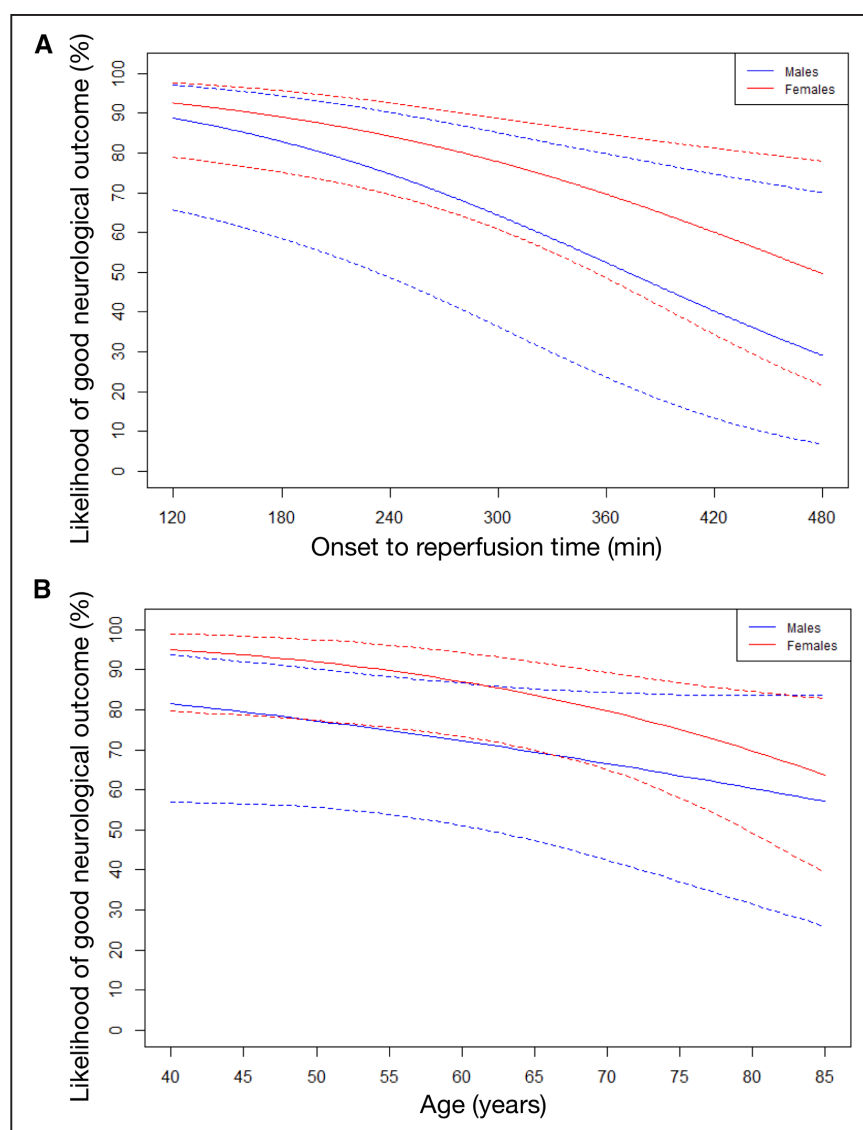 A
Likelihood of good neurological outcome (%)
100
90
80
70
60
50
40
30
20
10
0
Males
Females
120 180 240 300 360 420 480
Onset to reperfusion time (min)
B
Likelihood of good neurological outcome (%)
100
90
80
70
60
50
40
30
20
10
0
Males
Females
40 45 50 55 60 65 70 75 80 85
Age (years)